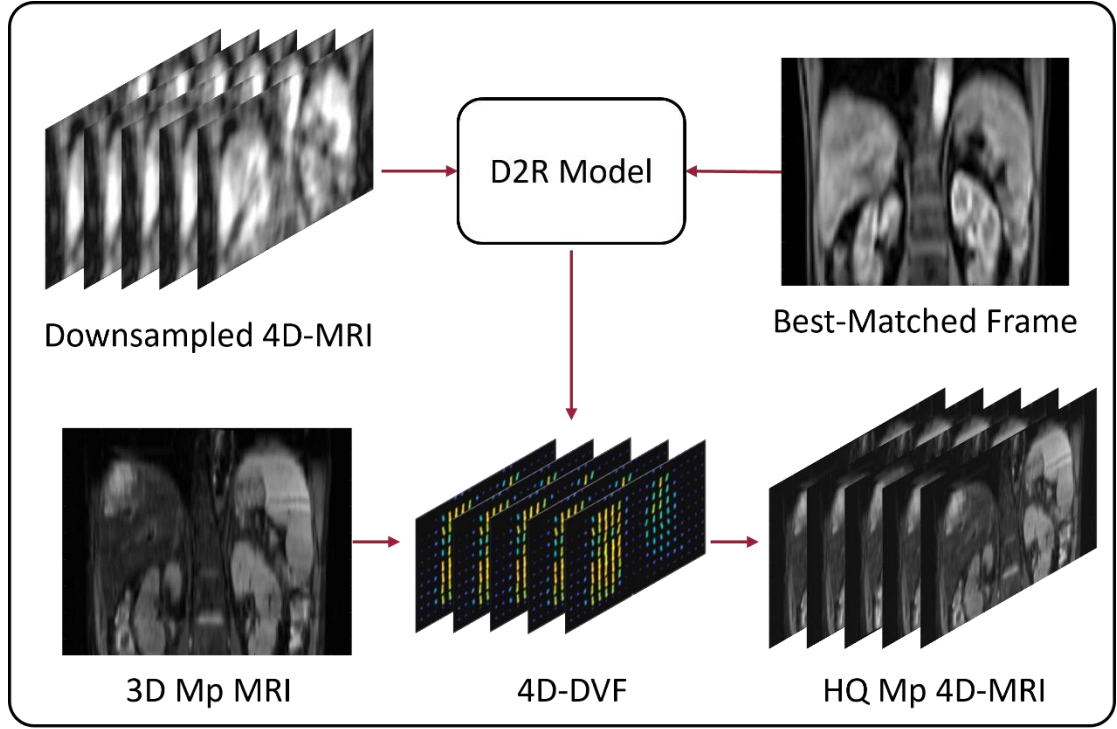 D2R Model
Downsampled 4D-MRI
Best-Matched Frame
3D Mp MRI
4D-DVF
HQ Mp 4D-MRI